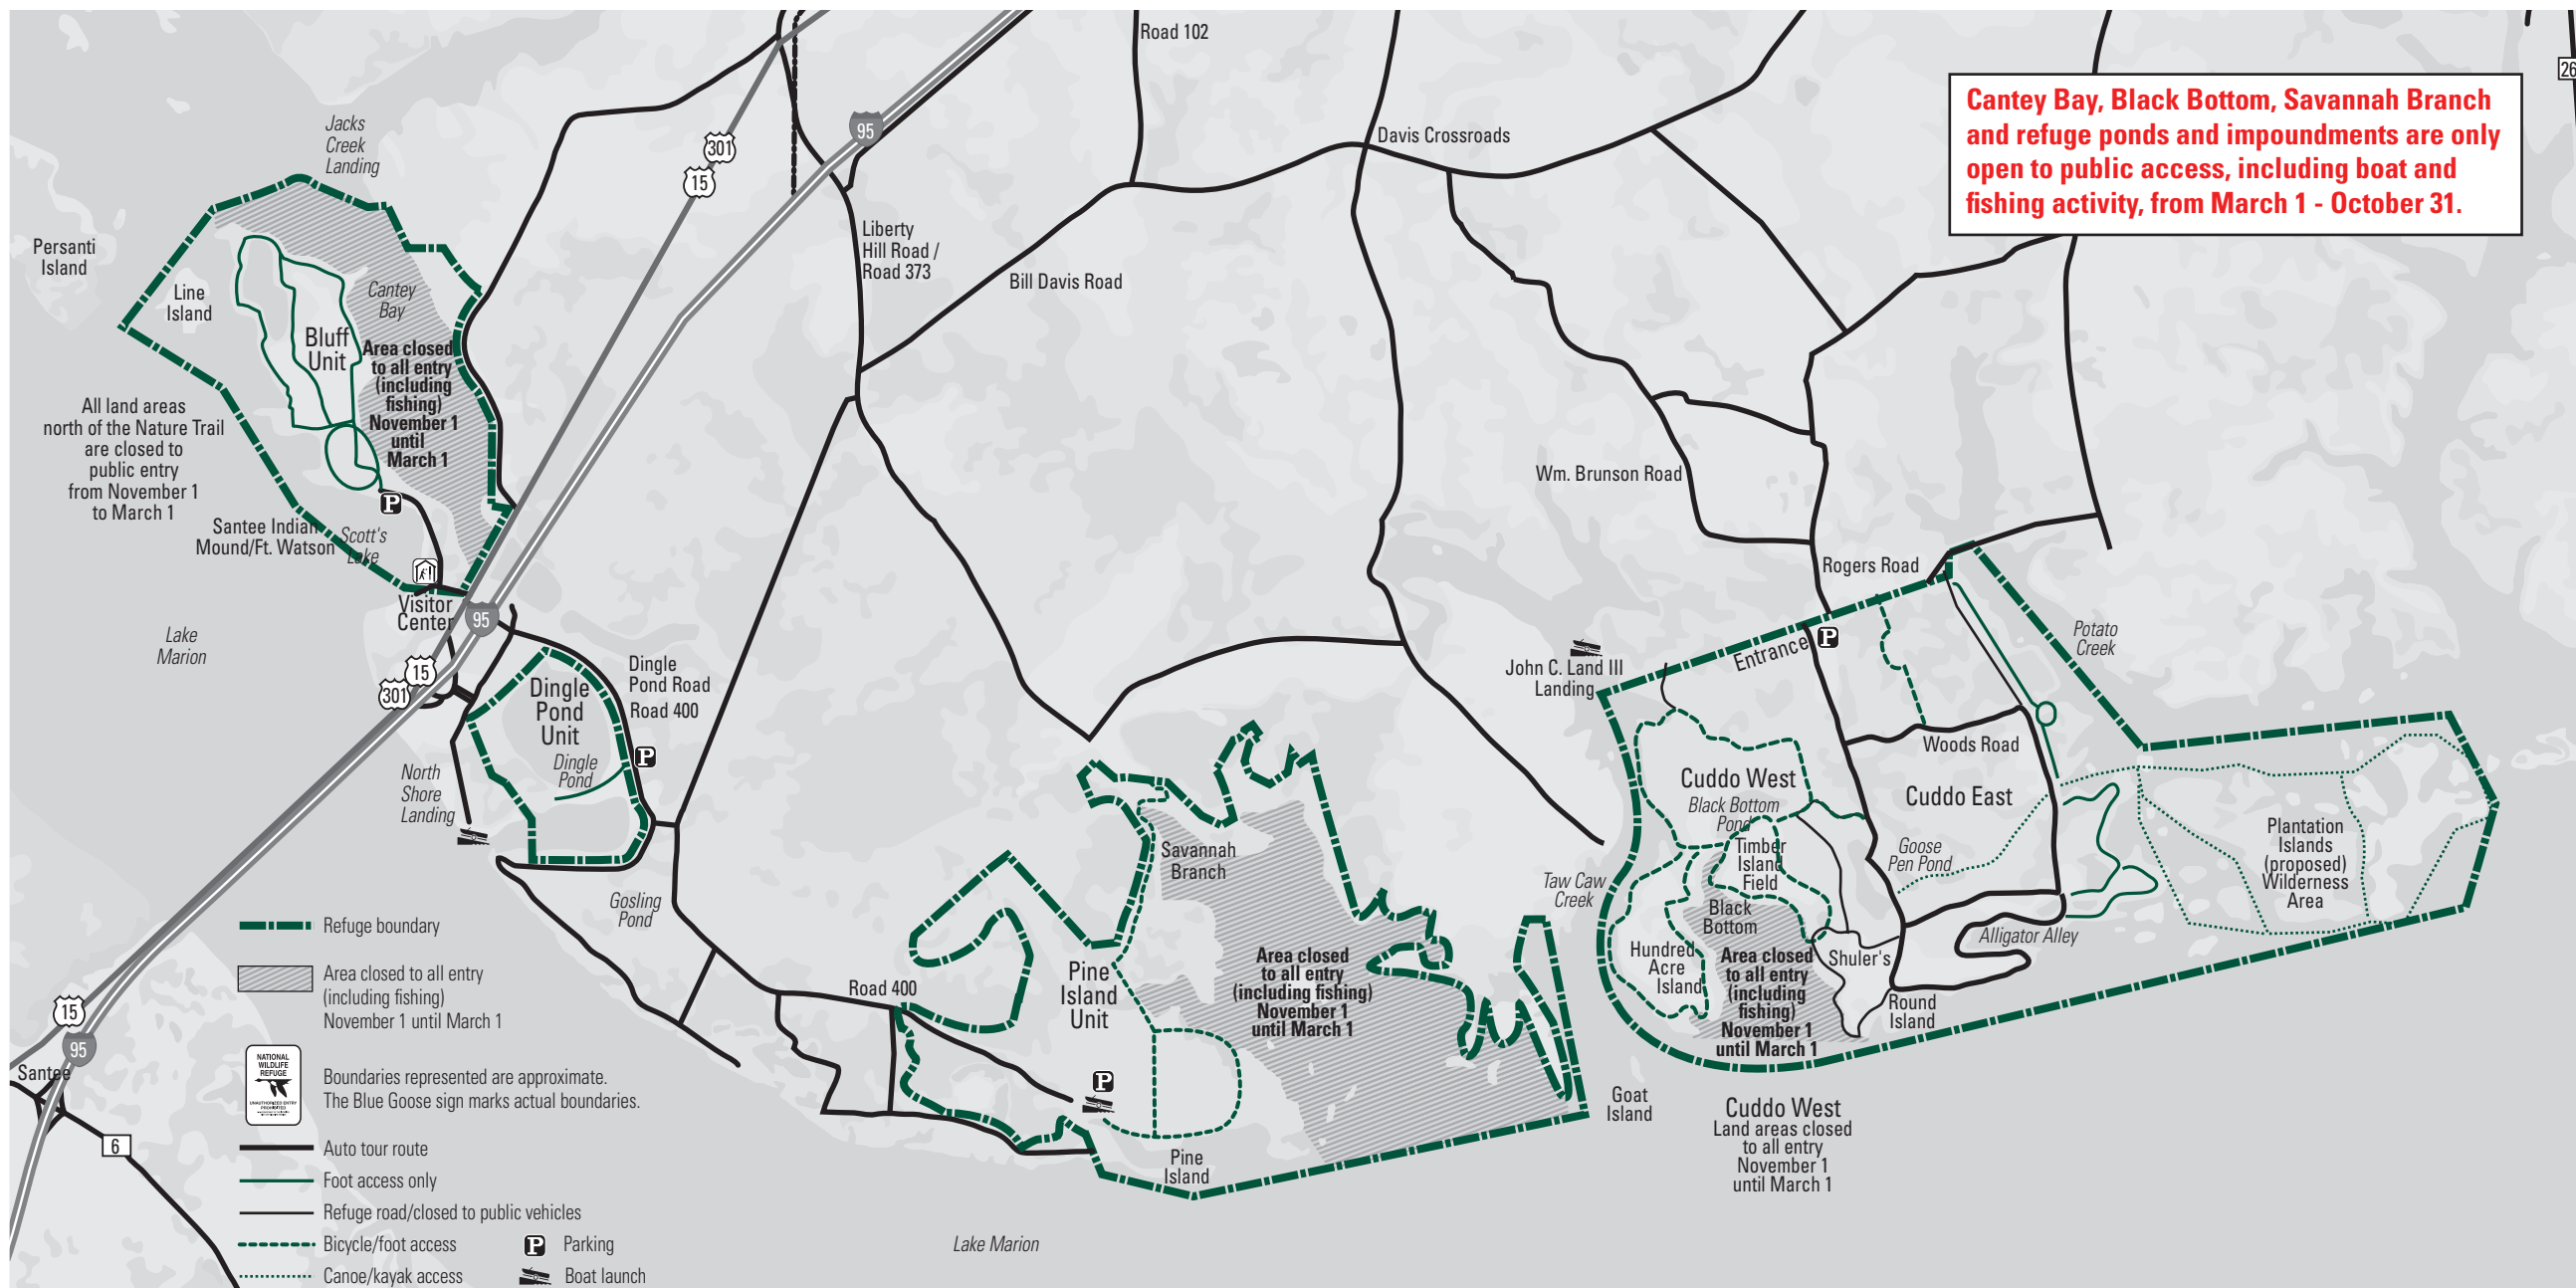 Road 102
26
Cantey Bay, Black Bottom, Savannah Branch
and refuge ponds and impoundments are only
open to public access, including boat and
fishing activity, from March 1 - October 31.
Jacks
Creek
Landing
95
Davis Crossroads
301
15
Persanti
Island
Liberty
Hill Road /
Road 373
Line
Island
Cantey
Bay
Bill Davis Road
Bluff
Unit
Area closed
to all entry
(including
fishing)
November 1
until
March 1
All land areas
north of the Nature Trail
are closed to
public entry
from November 1
to March 1
P
Santee Indian
Mound/Ft. Watson
Scott's
Lake
Wm. Brunson Road
Rogers Road
Visitor
Center
95
Lake
Marion
15
301
Dingle
Pond Road
Road 400
Dingle
Pond
Unit
Dingle
Pond
P
North
Shore
Landing
John C. Land III
Landing
Entrance
P
Potato
Creek
Woods Road
Cuddo West
Black Bottom
Pond
Cuddo East
Timber
Island
Field
Goose
Pen Pond
Plantation
Islands
(proposed)
Wilderness
Area
Savannah
Branch
Taw Caw
Creek
Gosling
Pond
Black
Bottom
Hundred
Acre
Island
Area closed
to all entry
(including
fishing)
November 1
until March 1
Shuler's
Alligator Alley
Round
Island
Area closed
to all entry
(including fishing)
November 1
until March 1
Pine
Island
Unit
Road 400
P
Pine
Island
Goat
Island
Cuddo West
Land areas closed
to all entry
November 1
until March 1
Lake Marion
15
95
Santee
6
Refuge boundary
Area closed to all entry
(including fishing)
November 1 until March 1
NATIONAL
WILDLIFE
REFUGE
UNAUTHORIZED ENTRY
PROHIBITED
Boundaries represented are approximate.
The Blue Goose sign marks actual boundaries.
Auto tour route
Foot access only
Refuge road/closed to public vehicles
Bicycle/foot access
P Parking
Canoe/kayak access
Boat launch